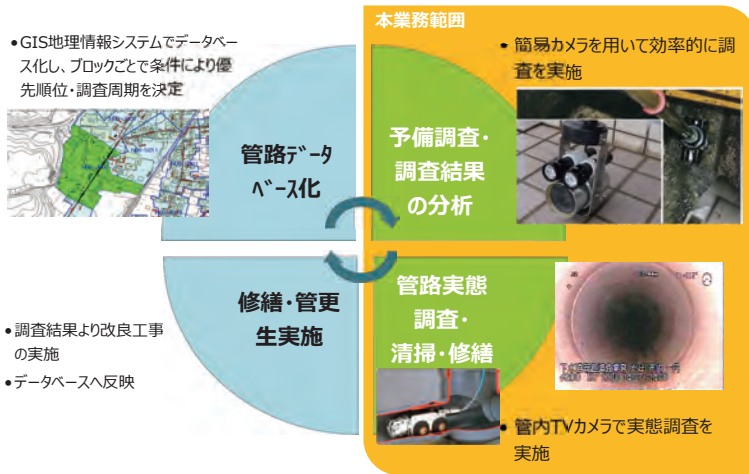 本業務範囲
•GIS地理情報システムでデータベー
ス化し、ブロックごとで条件により優
先順位・調査周期を決定
• 簡易カメラを用いて効率的に調
査を実施
管路ﾃﾞｰﾀ
ﾍﾞｰｽ化
予備調査・
調査結果
の分析
修繕・管更
生実施
管路実態
調査・
清掃・修繕
•調査結果より改良工事
の実施
•データベースへ反映
• 管内TVカメラで実態調査を
実施